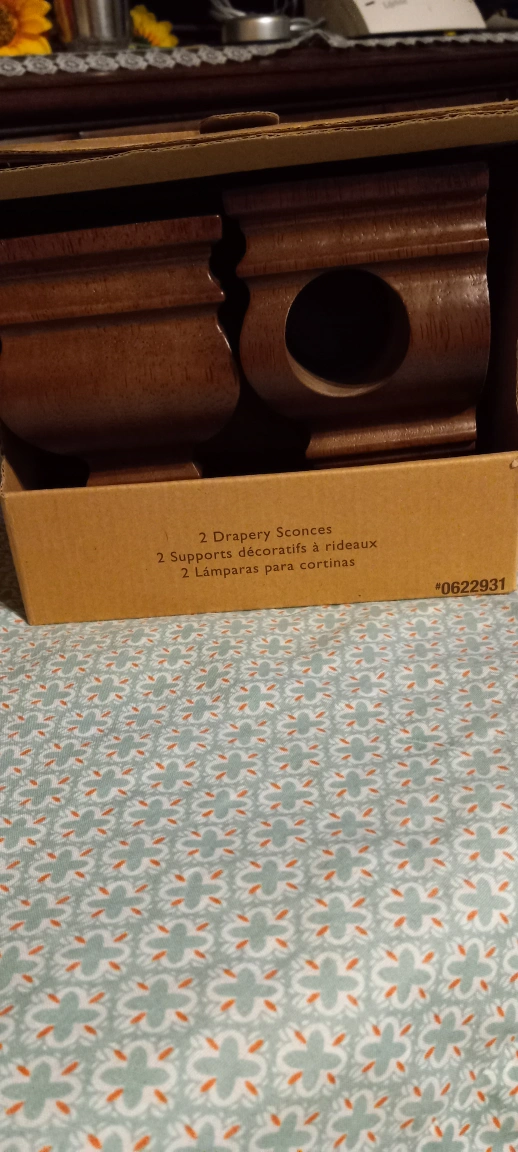 2 Drapery Sconces
2 Supports décoratifs à rideaux
2 Lámparas para cortinas
#0622931